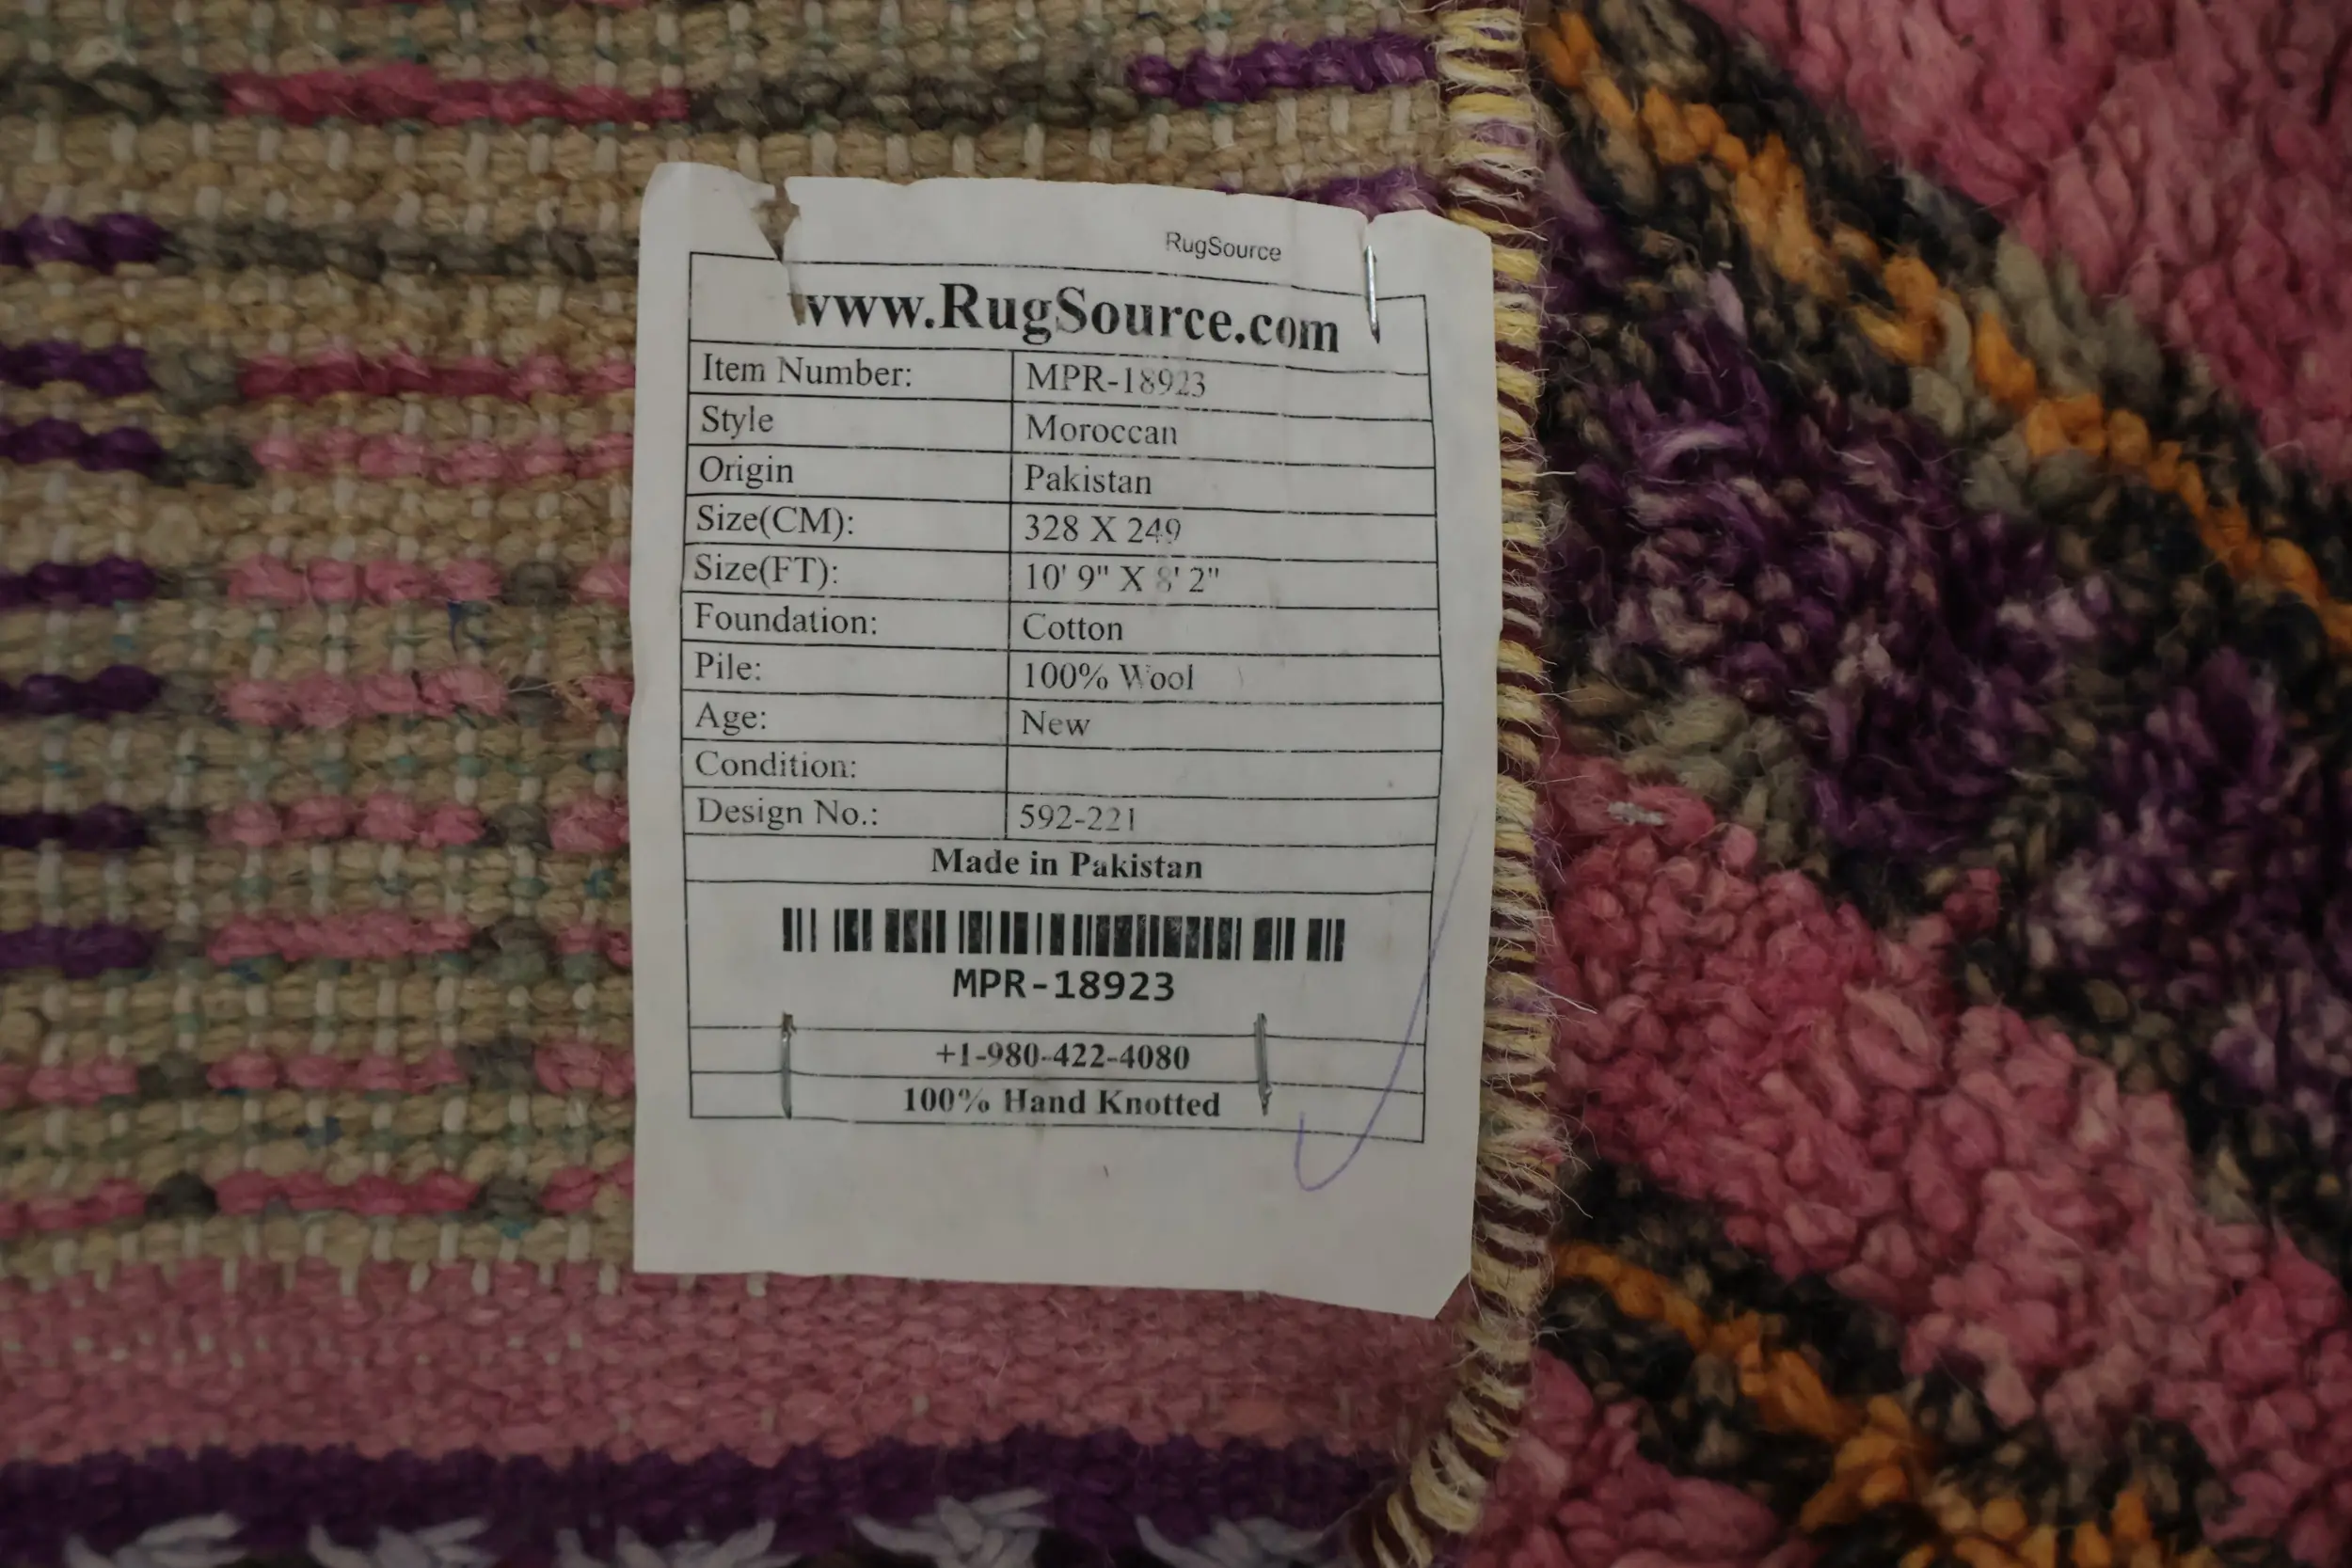 RugSource
www.RugSource.com
Item Number: MPR-18923
Style Moroccan
Origin Pakistan
Size(CM): 328 X 249
Size(FT): 10' 9" X 8' 2"
Foundation: Cotton
Pile: 100% Wool
Age: New
Condition:
Design No.: 592-221
Made in Pakistan
MPR-18923
+1-980-422-4080
100% Hand Knotted